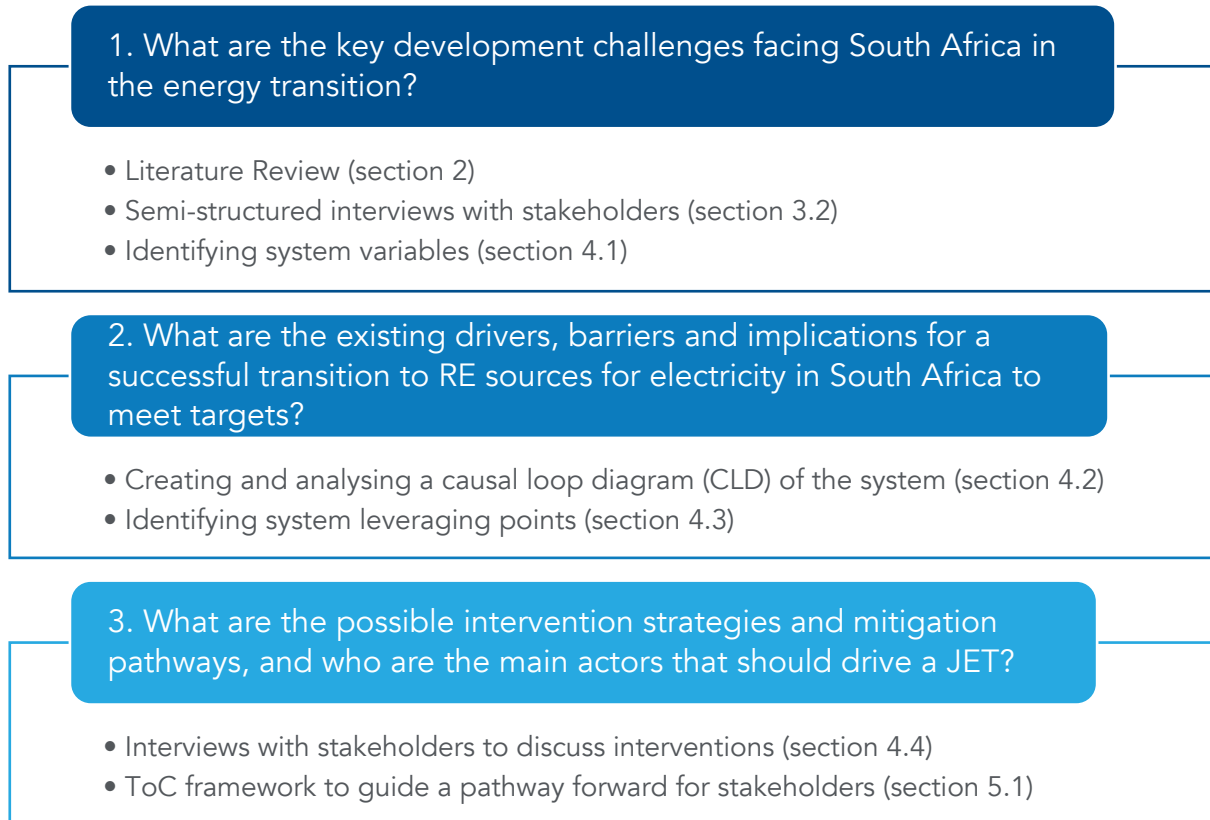 1. What are the key development challenges facing South Africa in
the energy transition?
• Literature Review (section 2)
• Semi-structured interviews with stakeholders (section 3.2)
• Identifying system variables (section 4.1)
2. What are the existing drivers, barriers and implications for a
successful transition to RE sources for electricity in South Africa to
meet targets?
• Creating and analysing a causal loop diagram (CLD) of the system (section 4.2)
• Identifying system leveraging points (section 4.3)
3. What are the possible intervention strategies and mitigation
pathways, and who are the main actors that should drive a JET?
• Interviews with stakeholders to discuss interventions (section 4.4)
• ToC framework to guide a pathway forward for stakeholders (section 5.1)